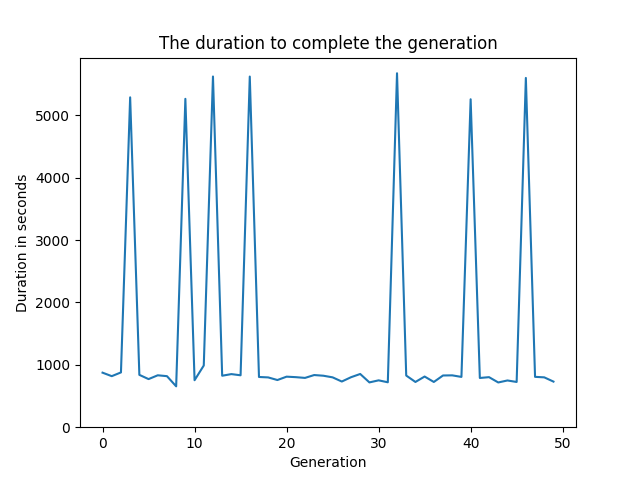 The duration to complete the generation
5000
4000
3000
2000
1000
0
Duration in seconds
0 10 20 30 40 50
Generation